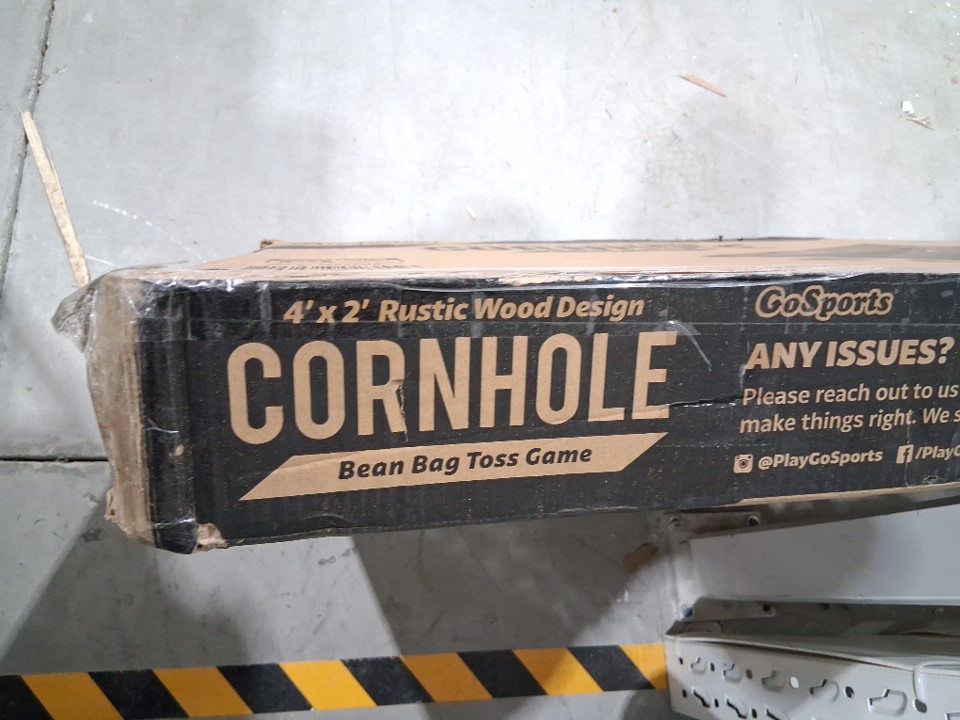 4' x 2' Rustic Wood Design
CORNHOLE
Bean Bag Toss Game
GoSports
ANY ISSUES?
Please reach out to us
make things right. We
@PlayGoSports